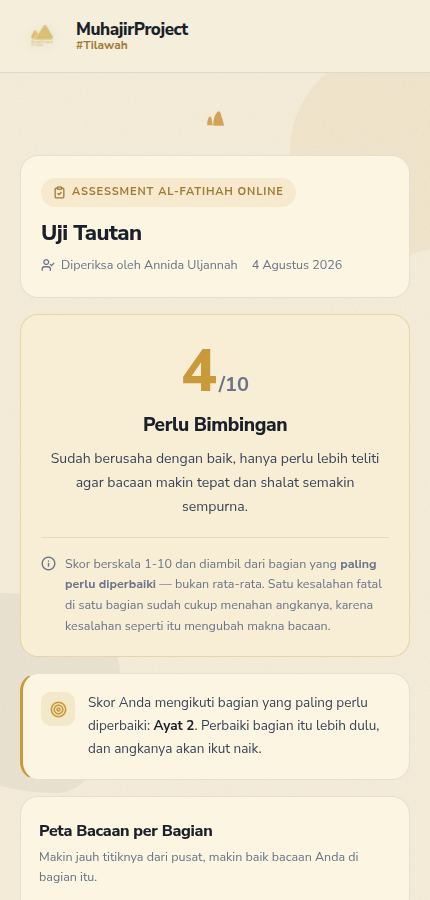 MuhajirProject
#Tilawah
ASSESSMENT AL-FATIHAH ONLINE
Uji Tautan
Diperiksa oleh Annida Uljannah 4 Agustus 2026
4/10
Perlu Bimbingan
Sudah berusaha dengan baik, hanya perlu lebih teliti
agar bacaan makin tepat dan shalat semakin
sempurna.
Skor berskala 1-10 dan diambil dari bagian yang paling
perlu diperbaiki — bukan rata-rata. Satu kesalahan fatal
di satu bagian sudah cukup menahan angkanya, karena
kesalahan seperti itu mengubah makna bacaan.
Skor Anda mengikuti bagian yang paling perlu
diperbaiki: Ayat 2. Perbaiki bagian itu lebih dulu,
dan angkanya akan ikut naik.
Peta Bacaan per Bagian
Makin jauh titiknya dari pusat, makin baik bacaan Anda di
bagian itu.